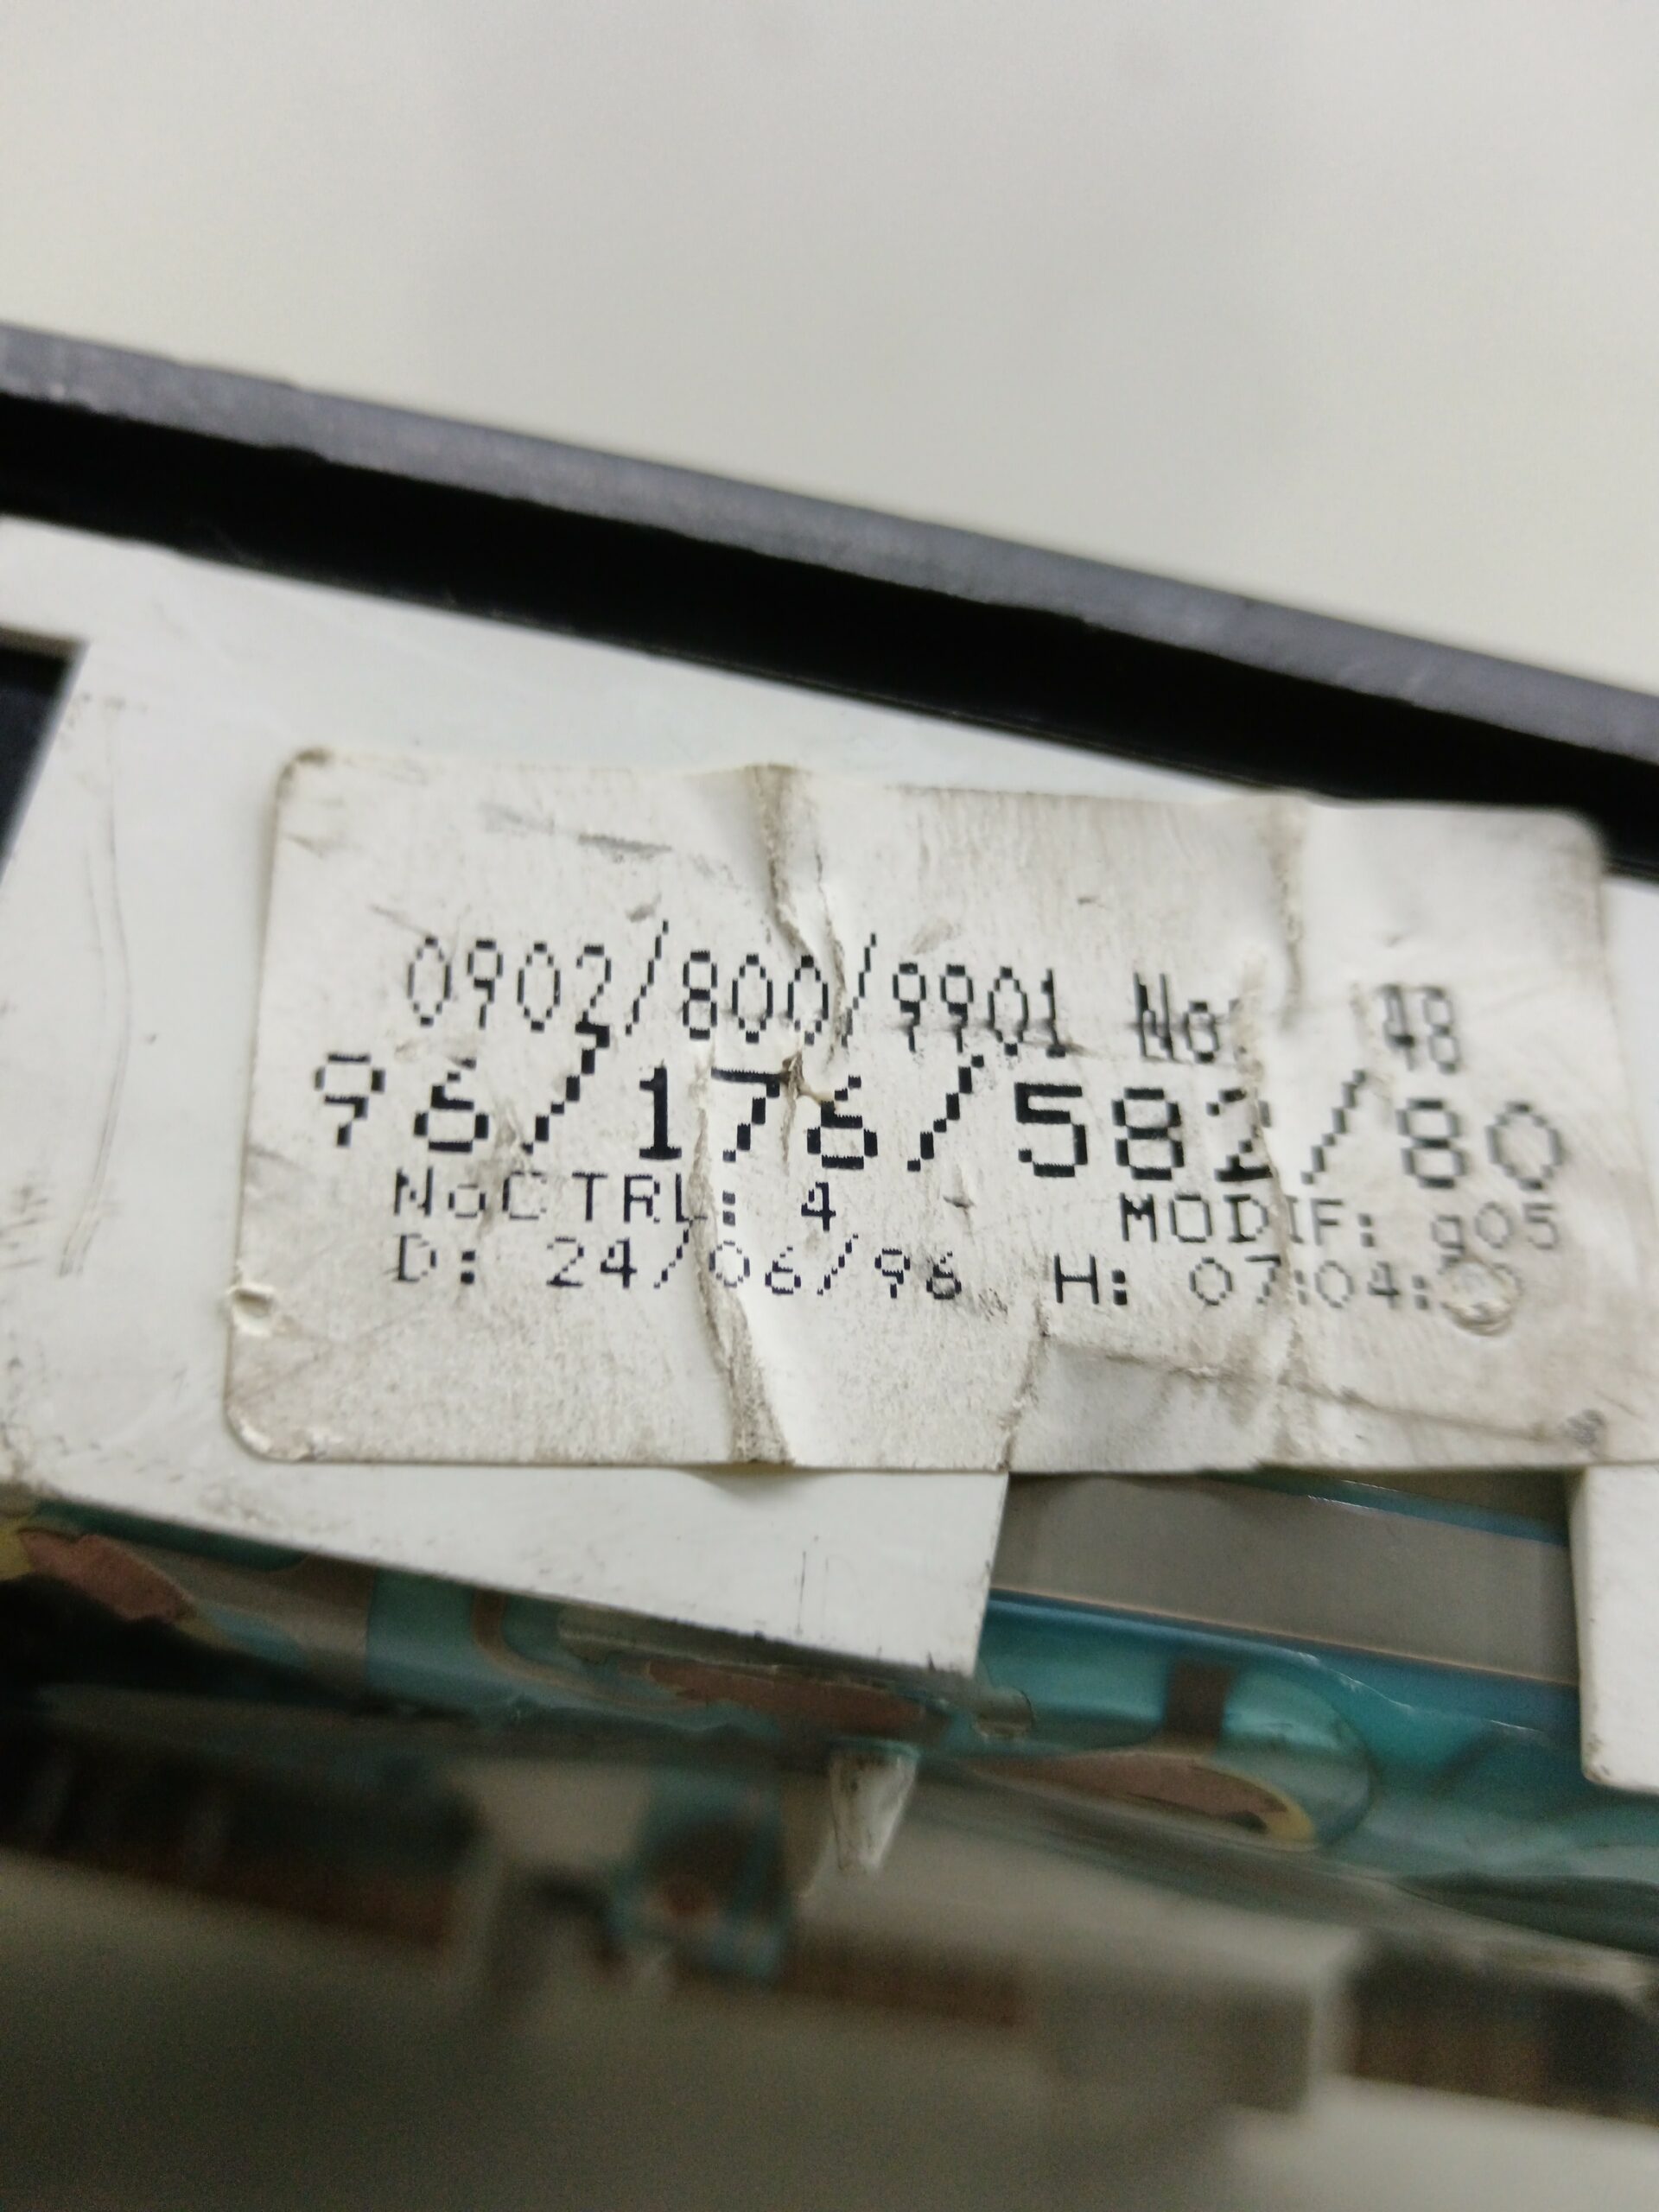 0902/800/9901 No: 48
96/176/582/80
NoCTRL: 4 MODIF: g05
D: 24/06/96 H: 07:04: